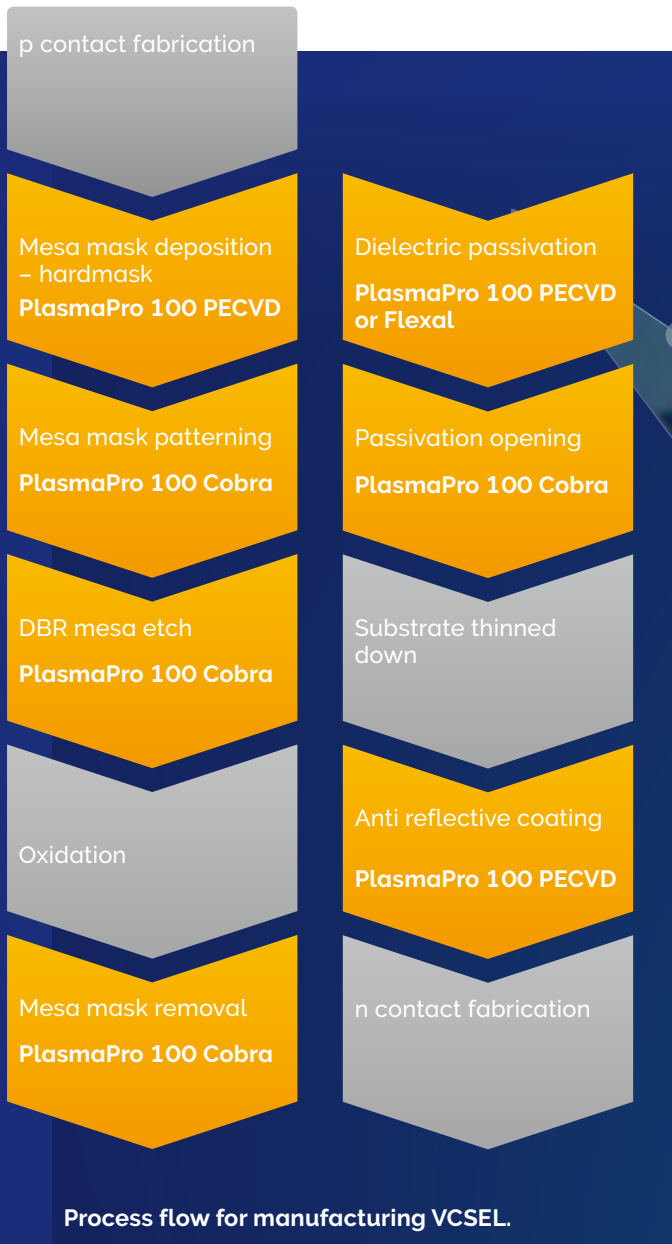 p contact fabrication
Mesa mask deposition
– hardmask
PlasmaPro 100 PECVD
Mesa mask patterning
PlasmaPro 100 Cobra
DBR mesa etch
PlasmaPro 100 Cobra
Oxidation
Mesa mask removal
PlasmaPro 100 Cobra
Dielectric passivation
PlasmaPro 100 PECVD
or Flexal
Passivation opening
PlasmaPro 100 Cobra
Substrate thinned
down
Anti reflective coating
PlasmaPro 100 PECVD
n contact fabrication
Process flow for manufacturing VCSEL.